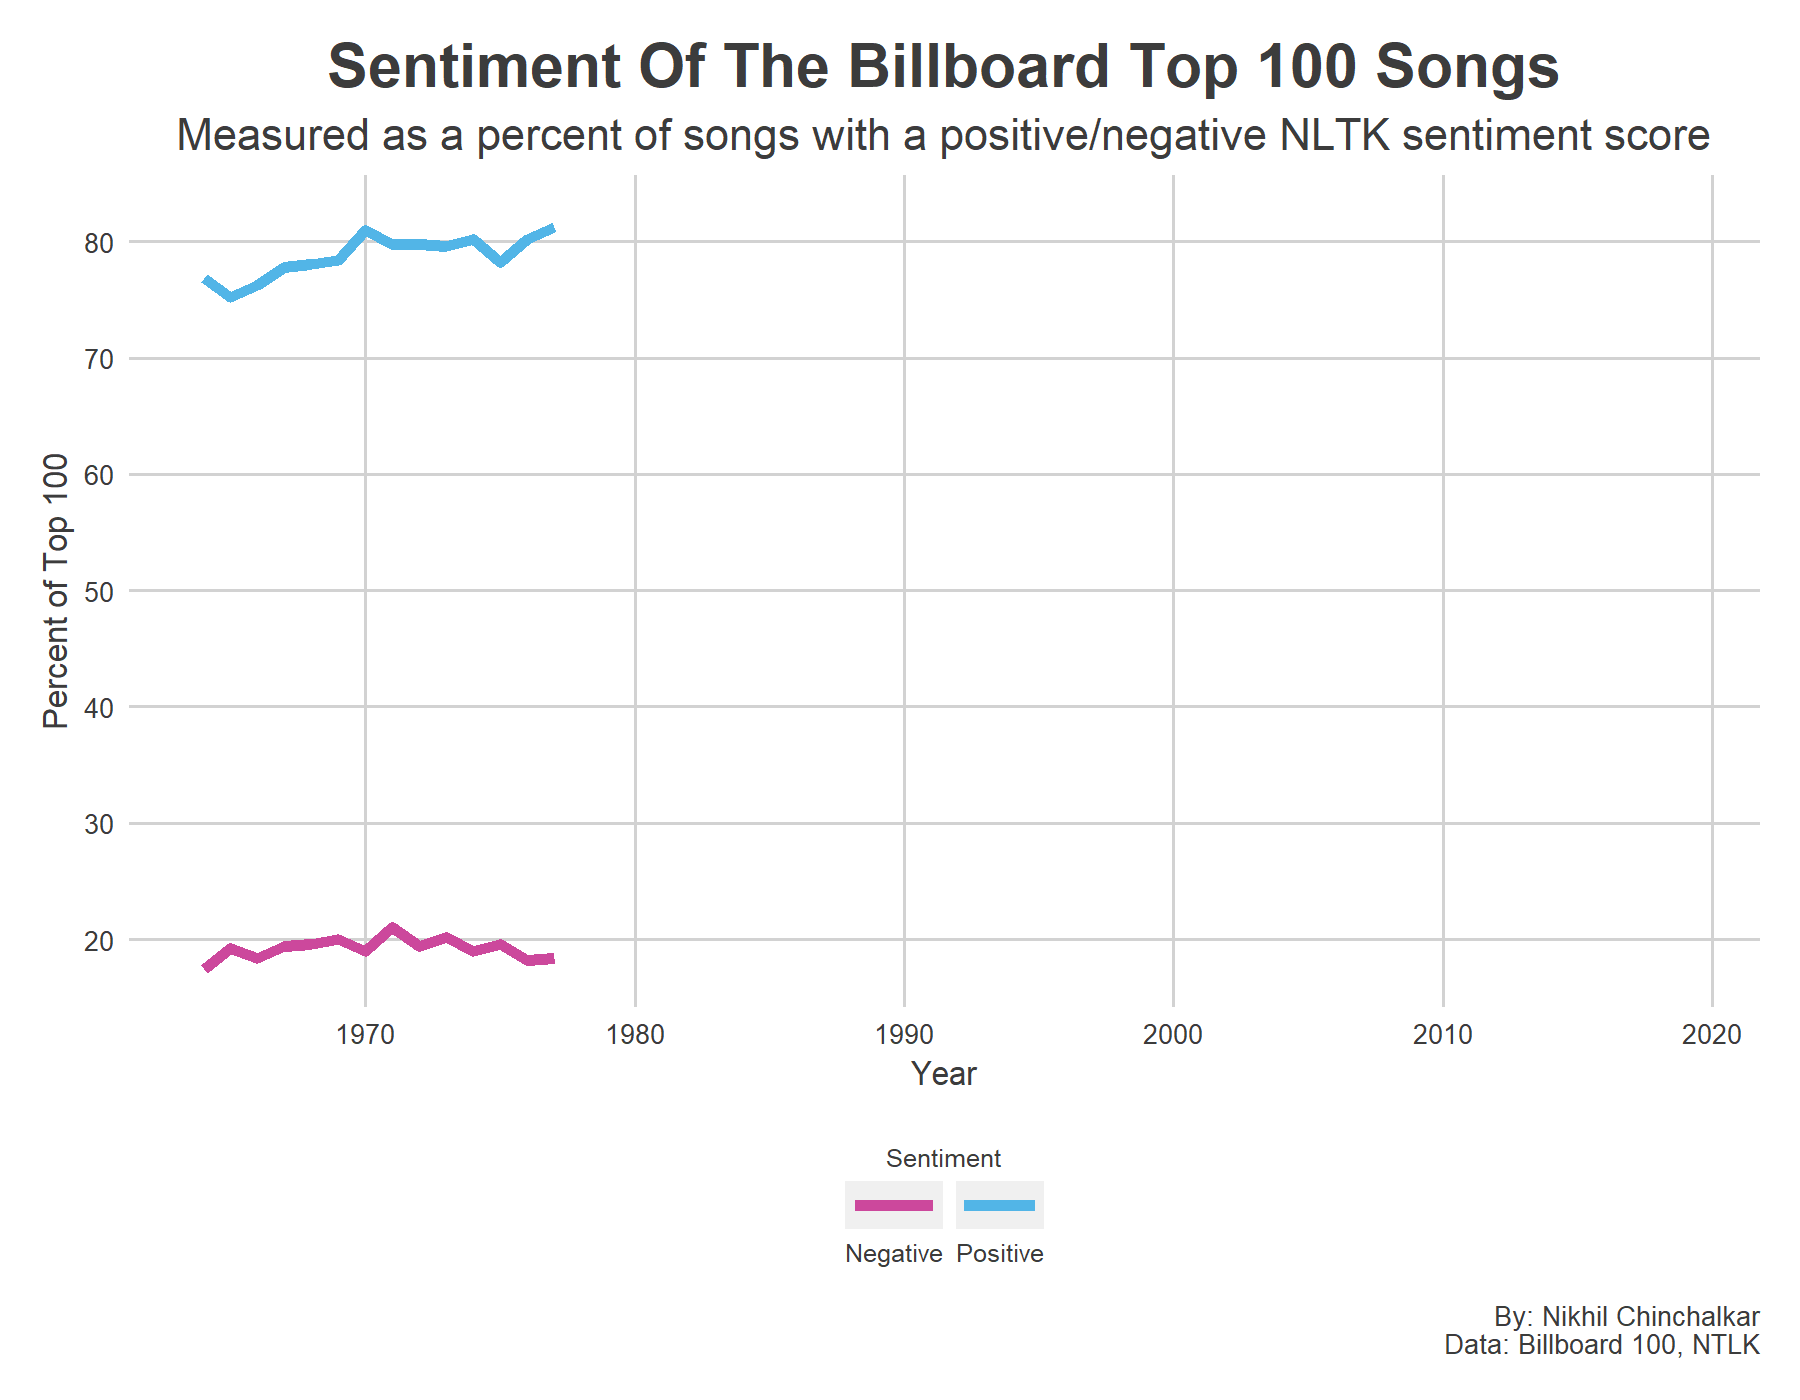 Sentiment Of The Billboard Top 100 Songs
Measured as a percent of songs with a positive/negative NLTK sentiment score
80
70
60
50
40
30
20
Percent of Top 100
1970 1980 1990 2000 2010 2020
Year
Sentiment
Negative Positive
By: Nikhil Chinchalkar
Data: Billboard 100, NTLK